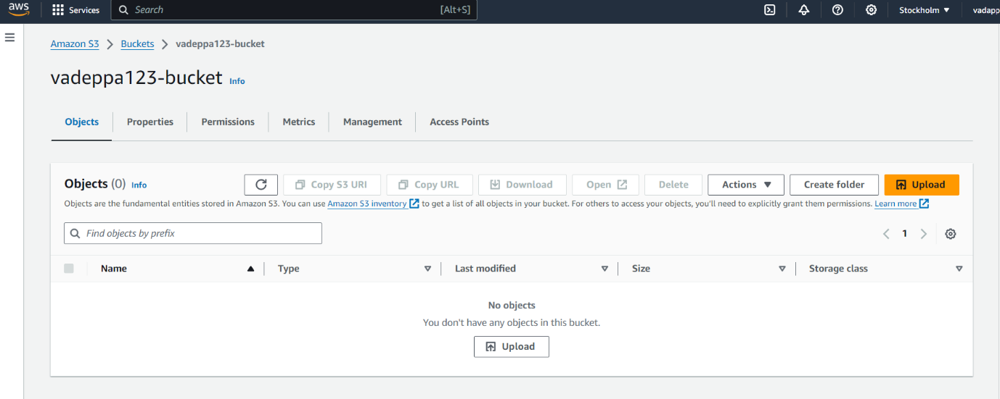 aws Services Search [Alt+S] Stockholm vadapp
Amazon S3 > Buckets > vadeppa123-bucket
vadeppa123-bucket Info
Objects Properties Permissions Metrics Management Access Points
Objects (0) Info Copy S3 URI Copy URL Download Open Delete Actions Create folder Upload
Objects are the fundamental entities stored in Amazon S3. You can use Amazon S3 inventory to get a list of all objects in your bucket. For others to access your objects, you'll need to explicitly grant them permissions. Learn more
Find objects by prefix 1
Name Type Last modified Size Storage class
No objects
You don't have any objects in this bucket.
Upload